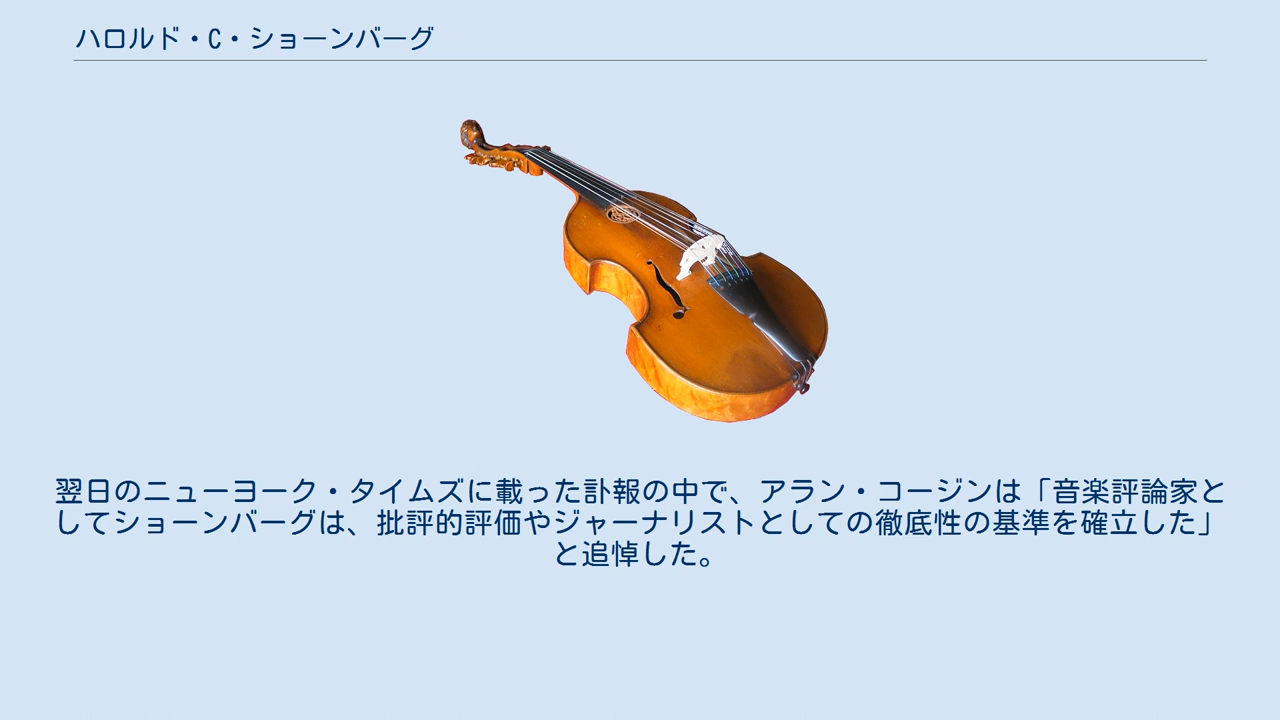 ハロルド・C・ショーンバーグ
翌日のニューヨーク・タイムズに載った訃報の中で、アラン・コージンは「音楽評論家と
してショーンバーグは、批評的評価やジャーナリストとしての徹底性の基準を確立した」
と追悼した。